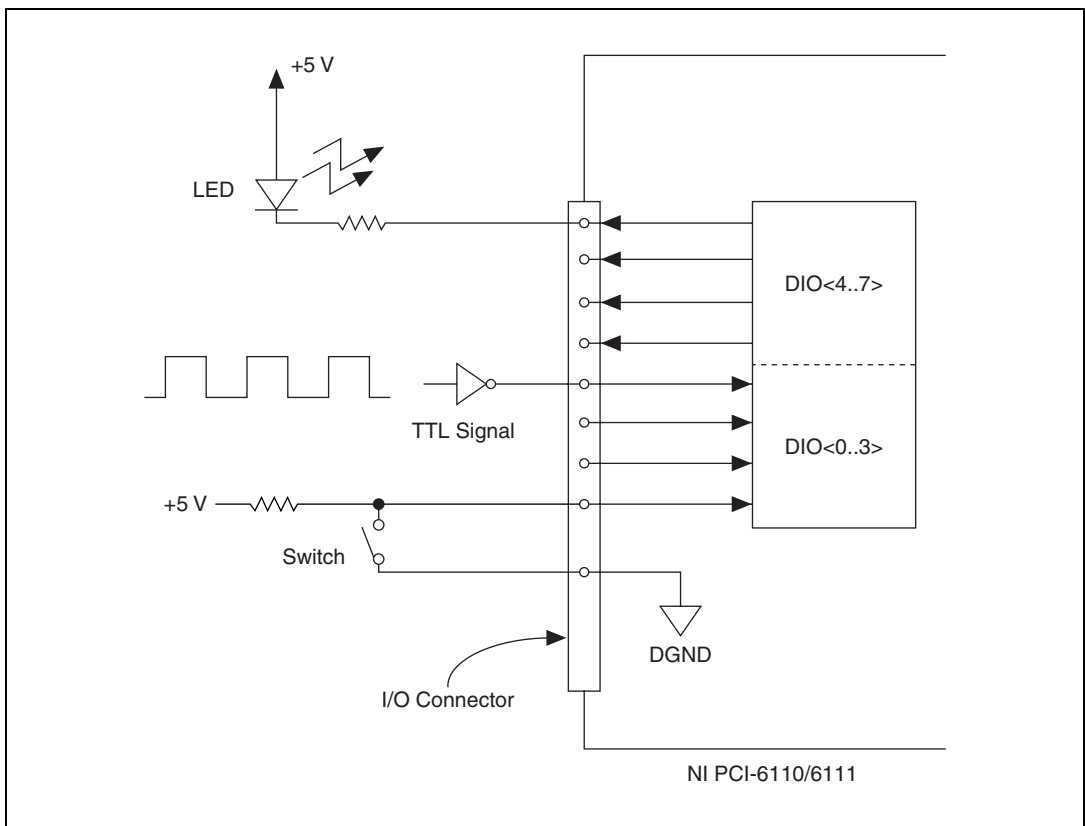 +5 V
LED
DIO<4..7>
TTL Signal
DIO<0..3>
+5 V
Switch
DGND
I/O Connector
NI PCI-6110/6111